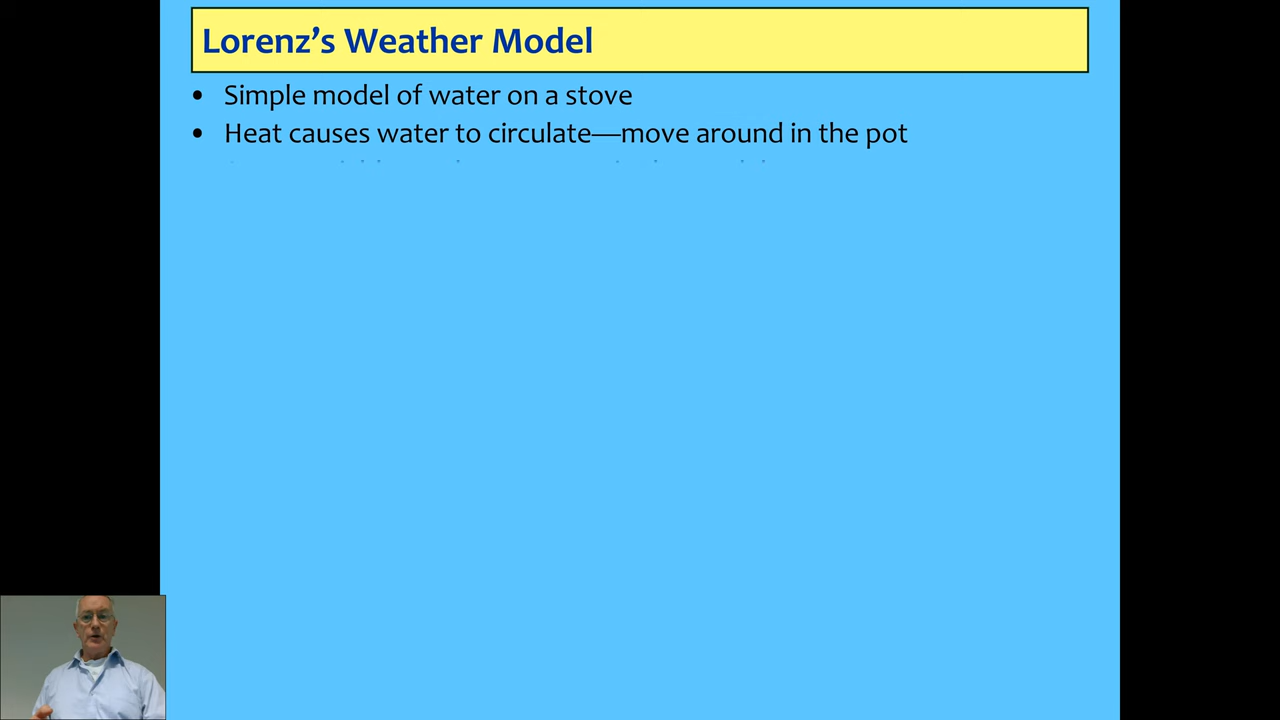 Lorenz’s Weather Model
• Simple model of water on a stove
• Heat causes water to circulate—move around in the pot